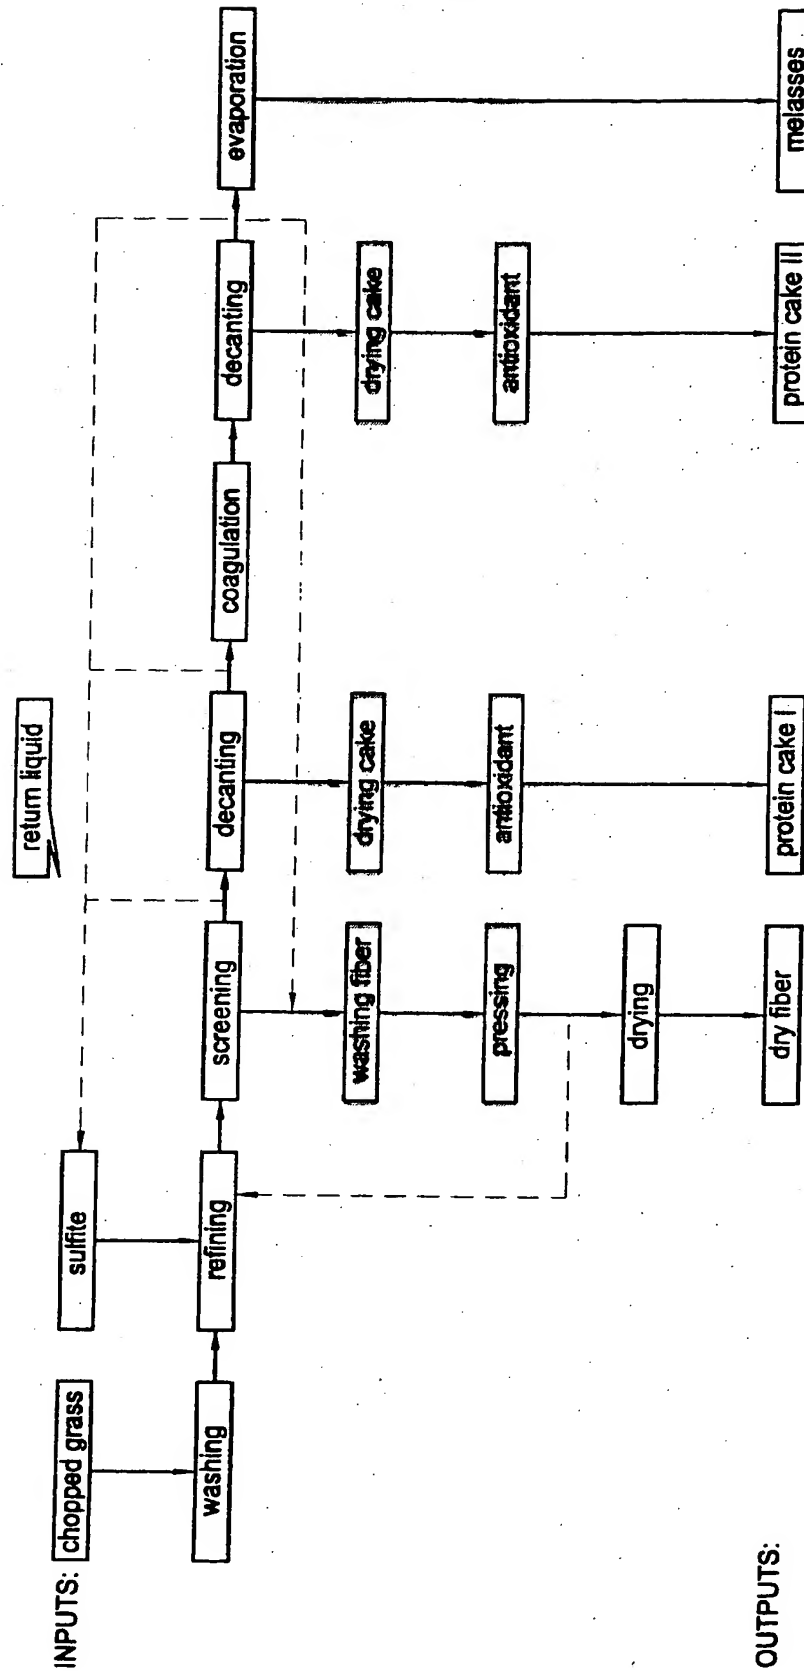 return liquid
INPUTS:
chopped grass
sulfite
washing
refining
screening
decanting
coagulation
decanting
evaporation
washing fiber
drying cake
drying cake
pressing
antioxidant
antioxidant
drying
OUTPUTS:
dry fiber
protein cake I
protein cake II
melasses